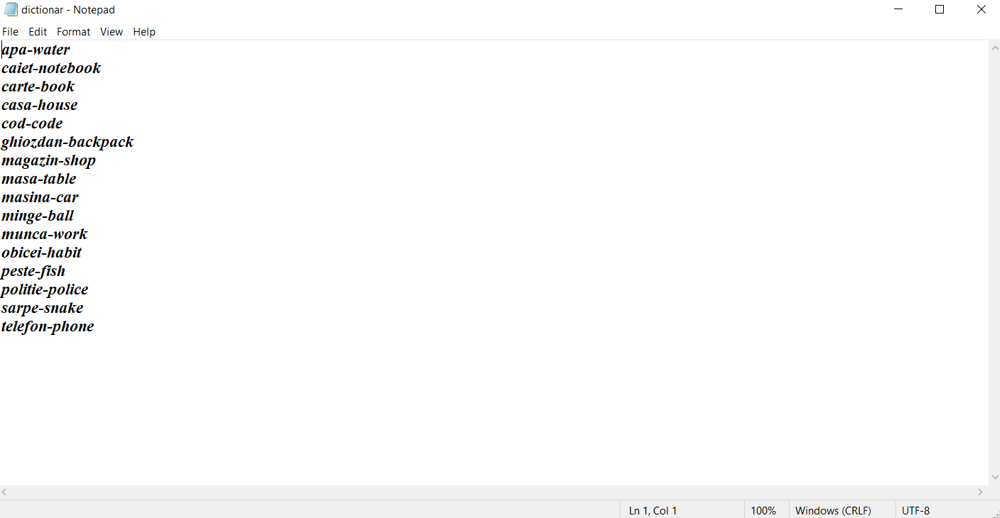 dictionar - Notepad
File Edit Format View Help
apa-water
caiet-notebook
carte-book
casa-house
cod-code
ghiozdan-backpack
magazin-shop
masa-table
masina-car
minge-ball
munca-work
obicei-habit
peste-fish
politie-police
sarpe-snake
telefon-phone
Ln 1, Col 1 100% Windows (CRLF) UTF-8